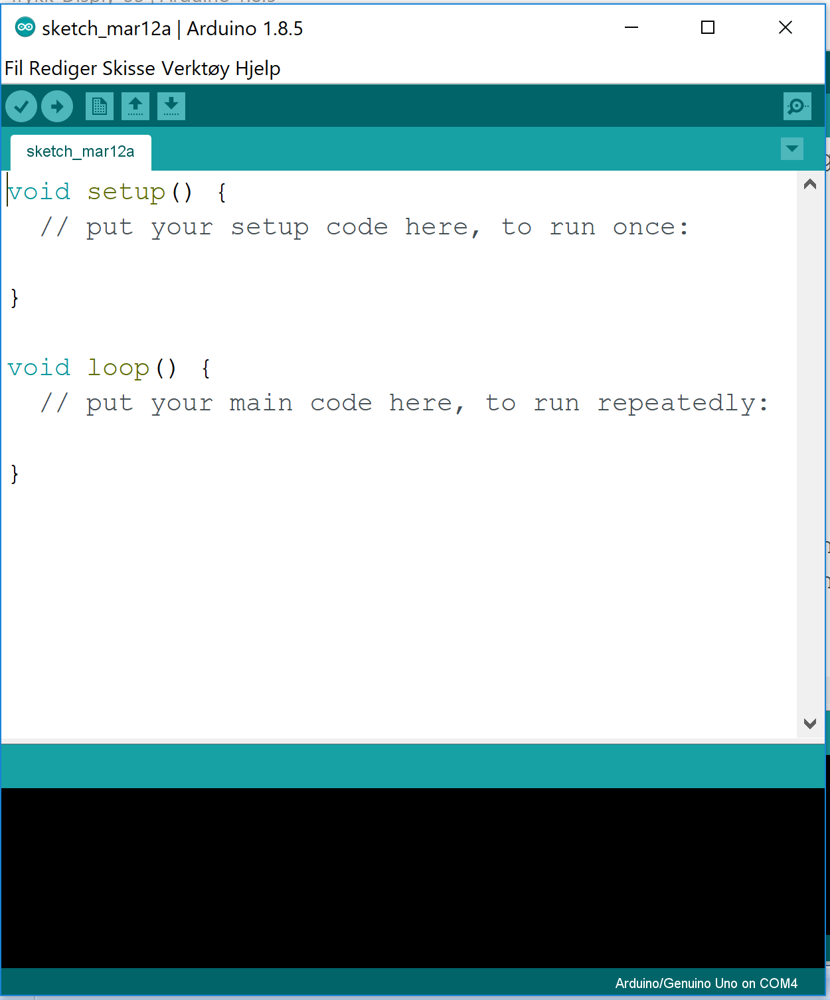 sketch_mar12a | Arduino 1.8.5
Fil Rediger Skisse Verktøy Hjelp
sketch_mar12a
void setup() {
  // put your setup code here, to run once:
}
void loop() {
  // put your main code here, to run repeatedly:
}
Arduino/Genuino Uno on COM4